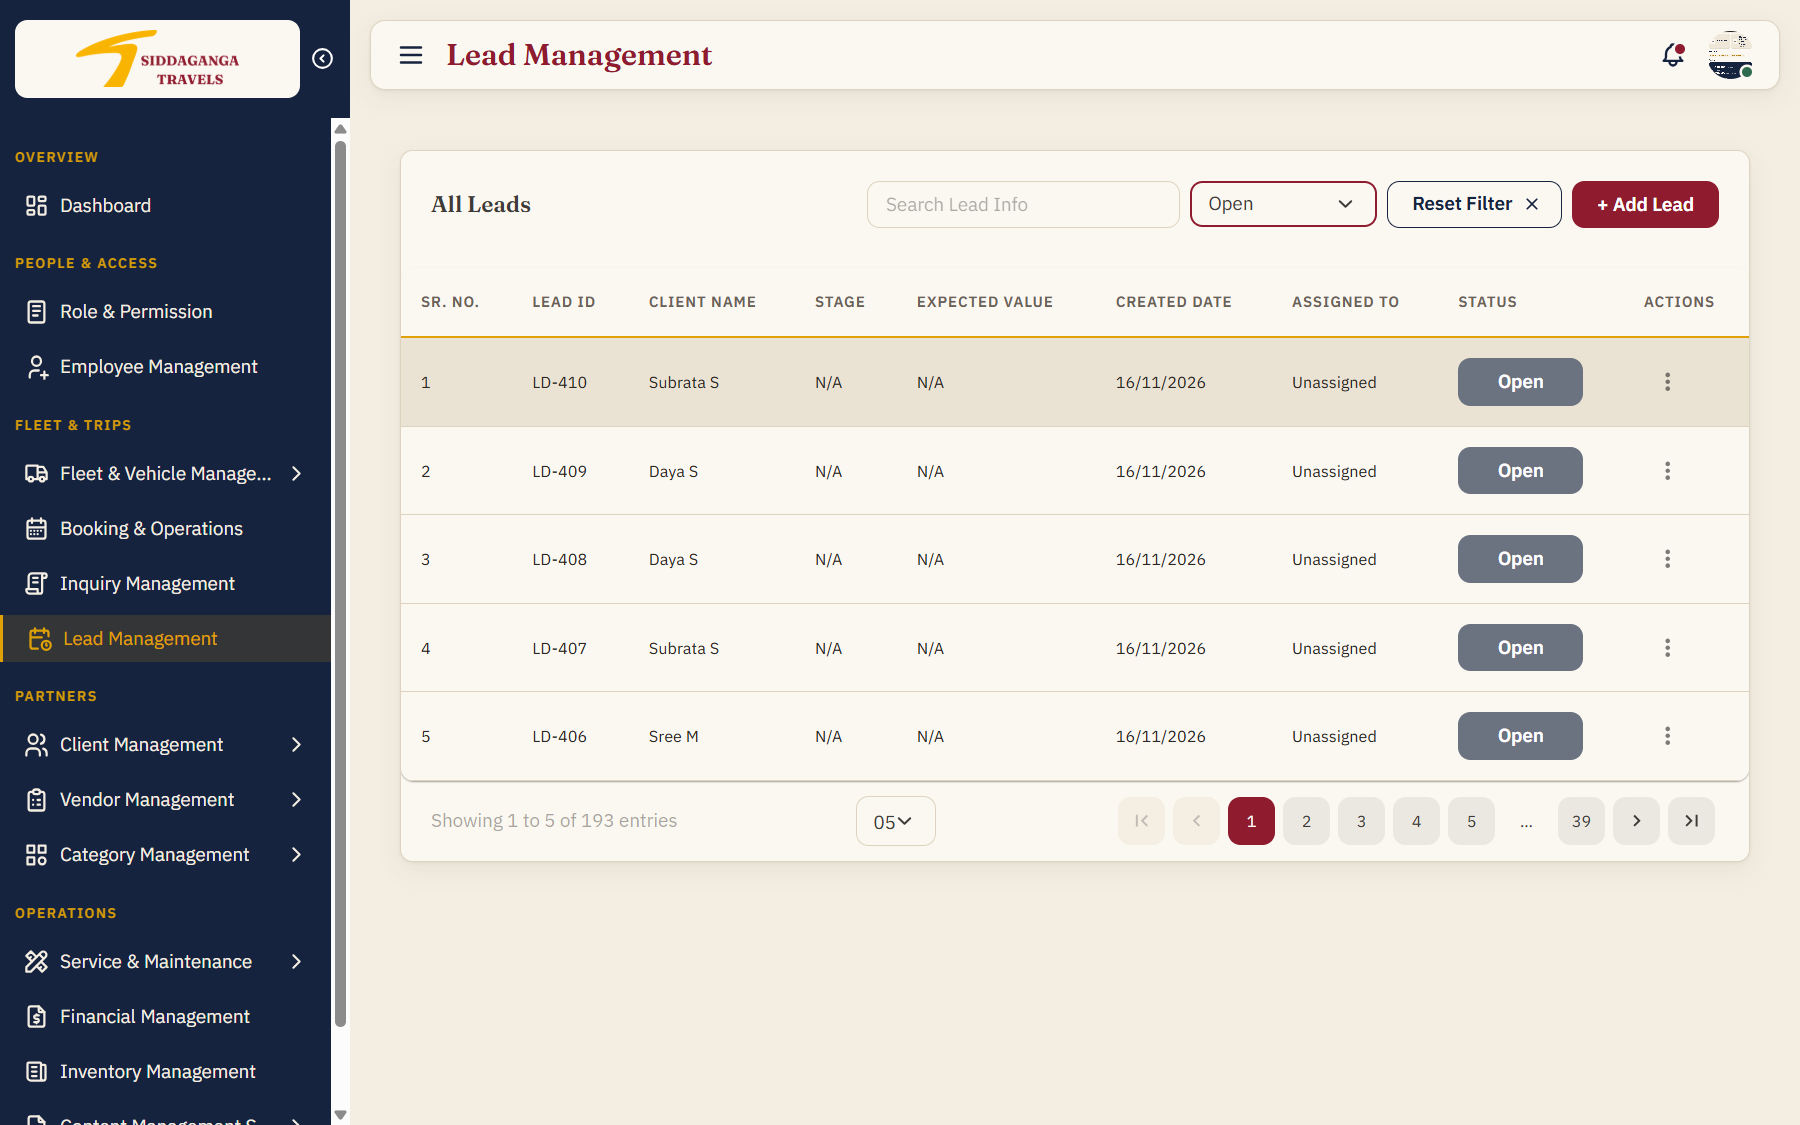 SIDDAGANGA
TRAVELS
OVERVIEW
Dashboard
PEOPLE & ACCESS
Role & Permission
Employee Management
FLEET & TRIPS
Fleet & Vehicle Manage...
Booking & Operations
Inquiry Management
Lead Management
PARTNERS
Client Management
Vendor Management
Category Management
OPERATIONS
Service & Maintenance
Financial Management
Inventory Management
Content Management S
Lead Management
All Leads
Search Lead Info
Open
Reset Filter
+ Add Lead
SR. NO. LEAD ID CLIENT NAME STAGE EXPECTED VALUE CREATED DATE ASSIGNED TO STATUS ACTIONS
1 LD-410 Subrata S N/A N/A 16/11/2026 Unassigned Open
2 LD-409 Daya S N/A N/A 16/11/2026 Unassigned Open
3 LD-408 Daya S N/A N/A 16/11/2026 Unassigned Open
4 LD-407 Subrata S N/A N/A 16/11/2026 Unassigned Open
5 LD-406 Sree M N/A N/A 16/11/2026 Unassigned Open
Showing 1 to 5 of 193 entries 05 1 2 3 4 5 ... 39